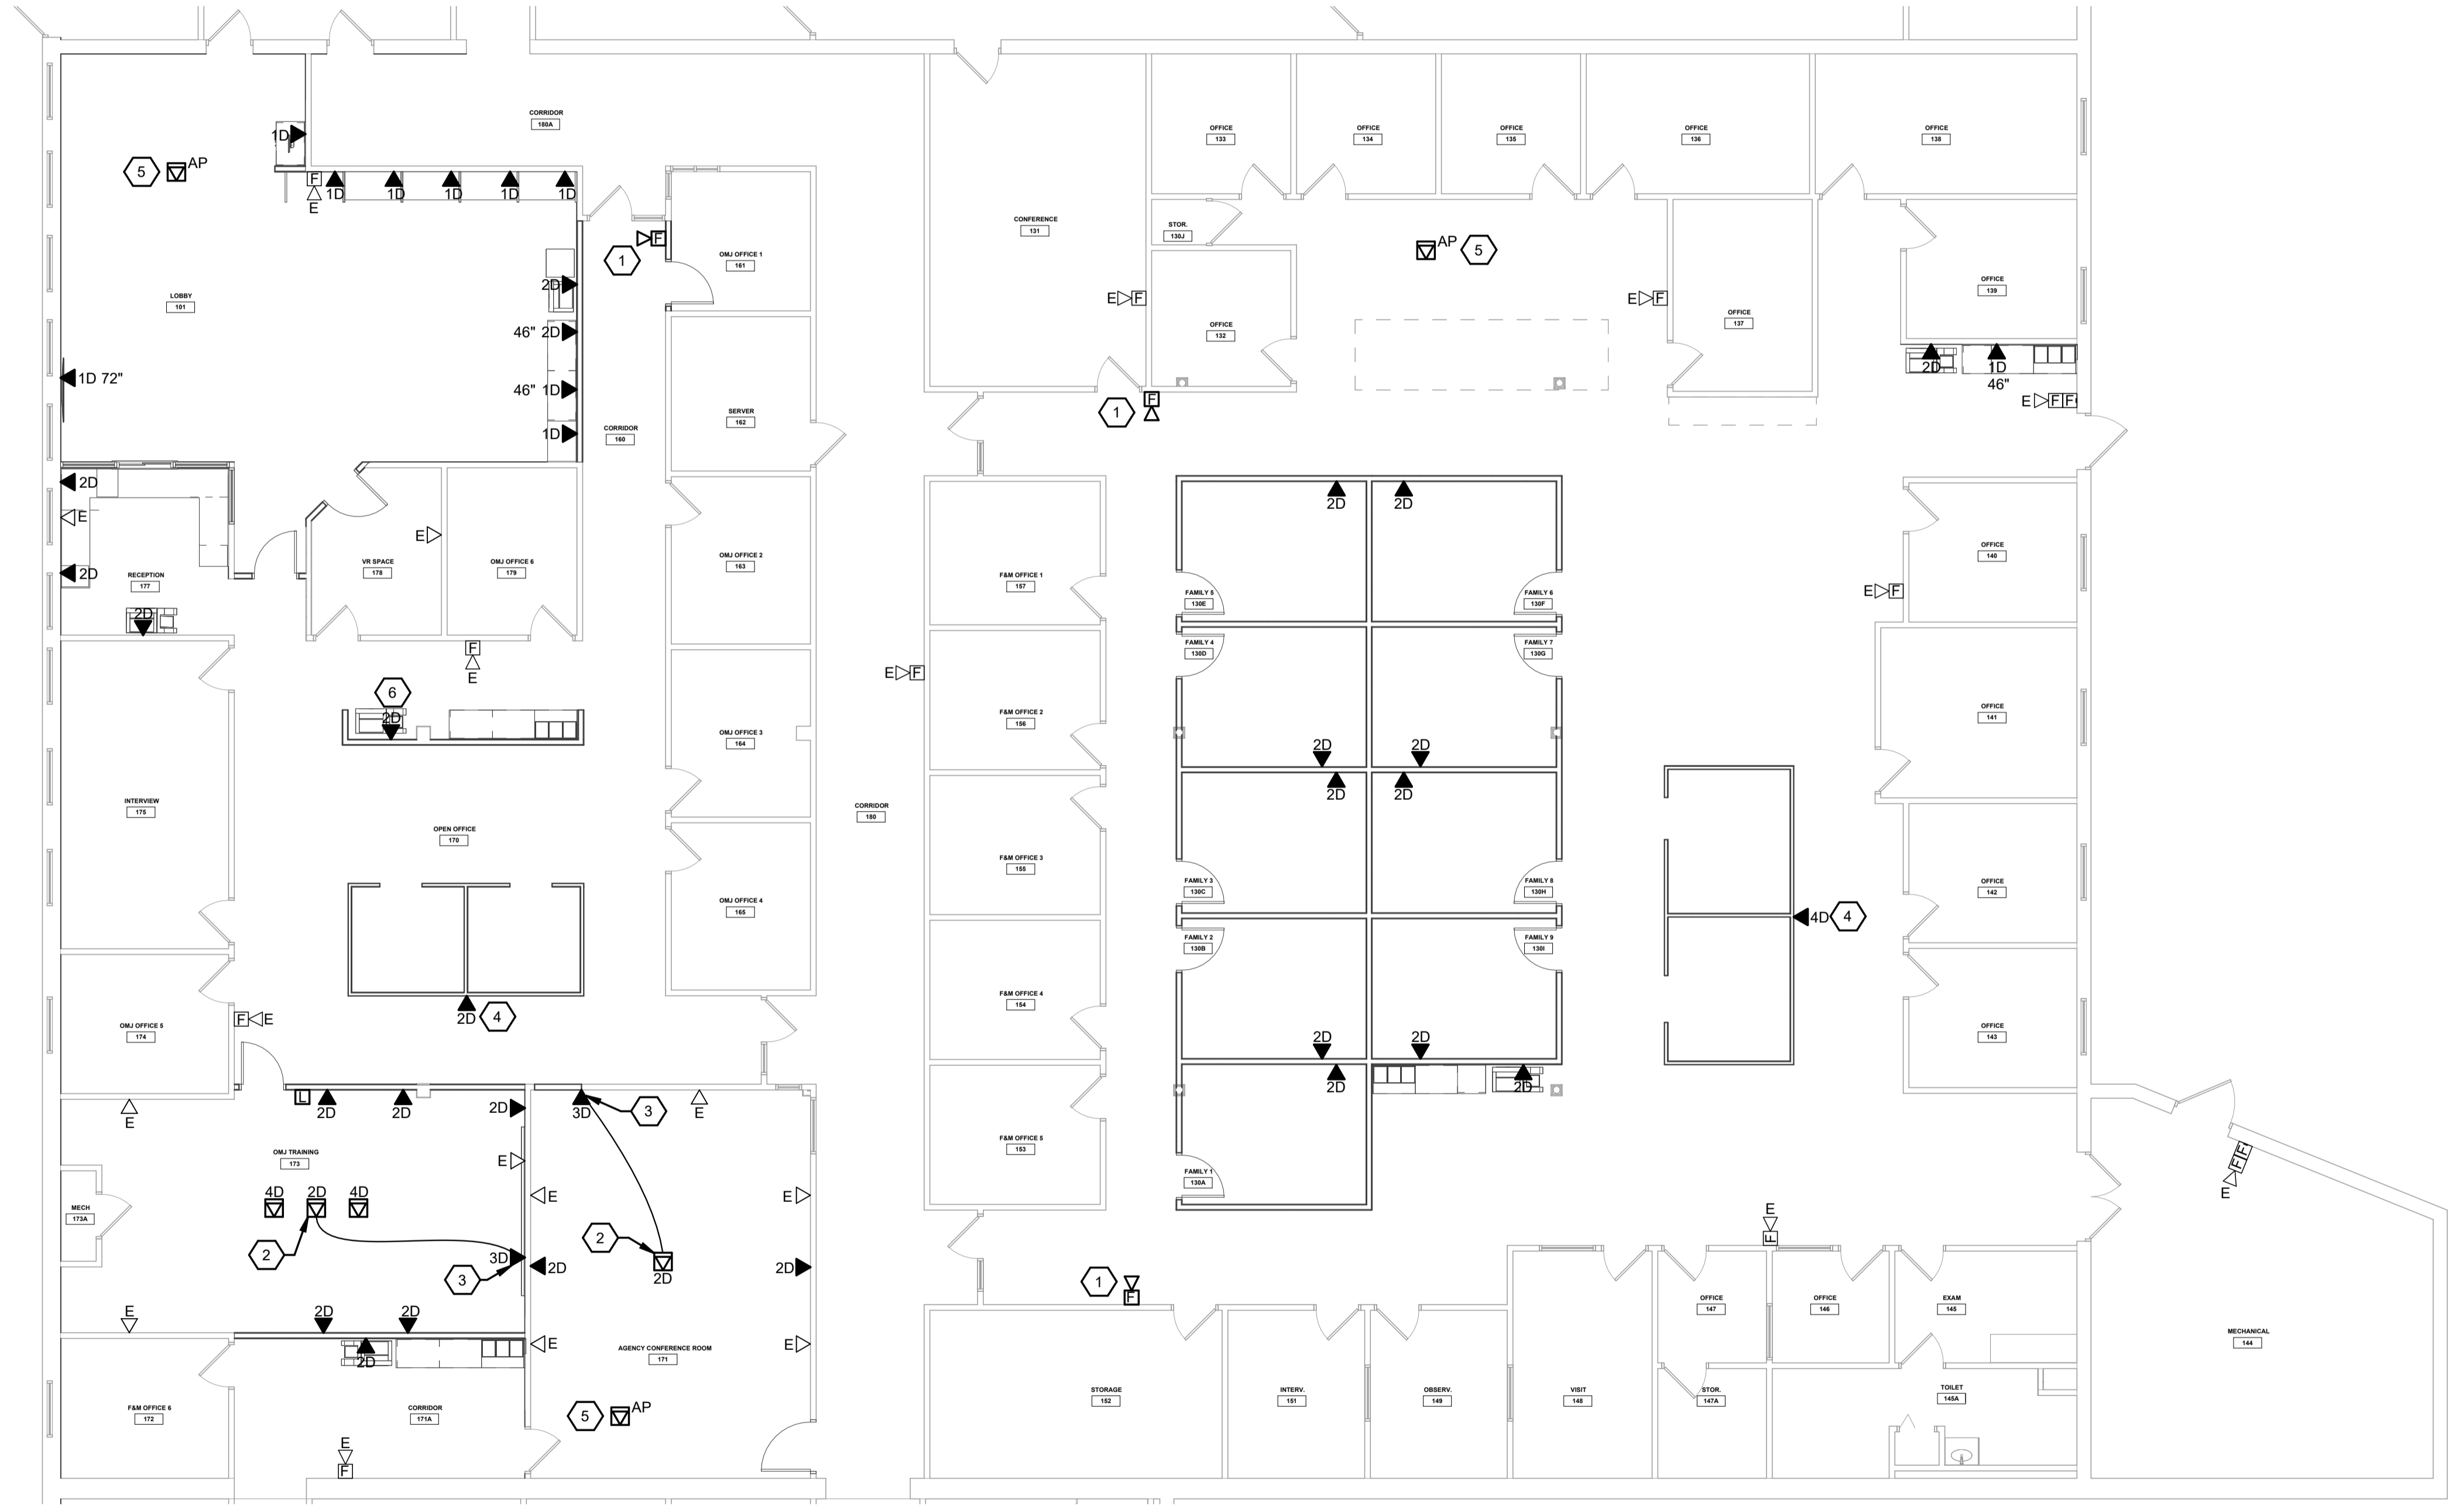 CORRIDOR
180A
OFFICE
133
OFFICE
134
OFFICE
135
OFFICE
136
OFFICE
138
1D
5
AP
F
E
1D
1D
1D
1D
1D
STOR.
130J
CONFERENCE
131
F
1
OMJ OFFICE 1
161
AP
5
OFFICE
139
2D
LOBBY
101
E
F
E
F
OFFICE
137
OFFICE
132
46" 2D
1D 72"
46" 1D
2D
1D
46"
E
F
F
F
1
SERVER
162
CORRIDOR
160
1D
2D
E
2D
RECEPTION
177
E
VR SPACE
178
OMJ OFFICE 6
179
OMJ OFFICE 2
163
F&M OFFICE 1
157
2D
2D
OFFICE
140
E
F
FAMILY 5
130E
FAMILY 6
130F
2D
F
E
FAMILY 4
130D
FAMILY 7
130G
E
F
6
2D
F&M OFFICE 2
156
OMJ OFFICE 3
164
OFFICE
141
2D
2D
INTERVIEW
175
2D
2D
CORRIDOR
180
OPEN OFFICE
170
F&M OFFICE 3
155
FAMILY 3
130C
FAMILY 8
130H
OFFICE
142
OMJ OFFICE 4
165
4D
4
FAMILY 2
130B
FAMILY 9
130I
F&M OFFICE 4
154
2D
4
F
E
OMJ OFFICE 5
174
2D
2D
OFFICE
143
L
2D
2D
2D
3D
3
E
E
2D
2D
OMJ TRAINING
173
E
F&M OFFICE 5
153
FAMILY 1
130A
F
F
E
4D
2D
4D
E
E
MECH
173A
E
F
2
2
3D
3
2D
2D
2D
1
F
E
2D
2D
OFFICE
147
OFFICE
146
EXAM
145
MECHANICAL
144
E
E
AGENCY CONFERENCE ROOM
171
2D
STORAGE
152
INTERV.
151
OBSERV.
149
VISIT
148
STOR.
147A
TOILET
145A
F&M OFFICE 6
172
CORRIDOR
171A
5
AP
E
F